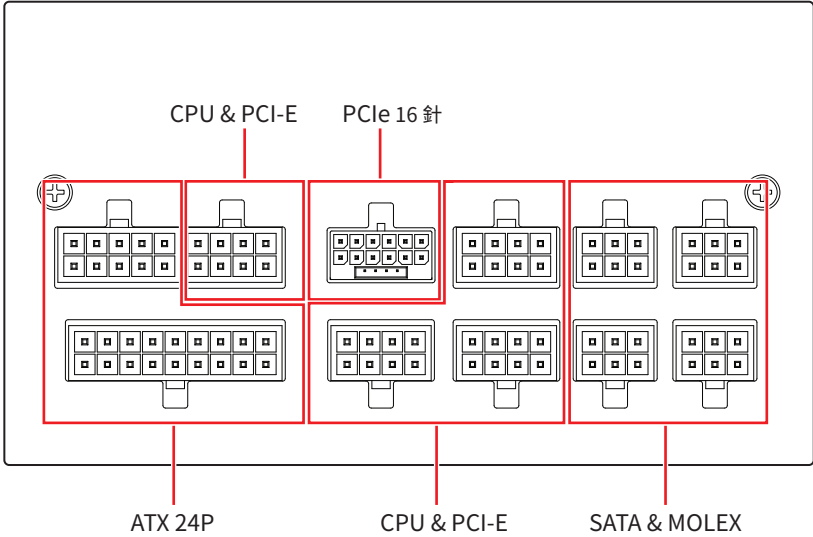 CPU & PCI-E
PCIe 16 針
ATX 24P
CPU & PCI-E
SATA & MOLEX